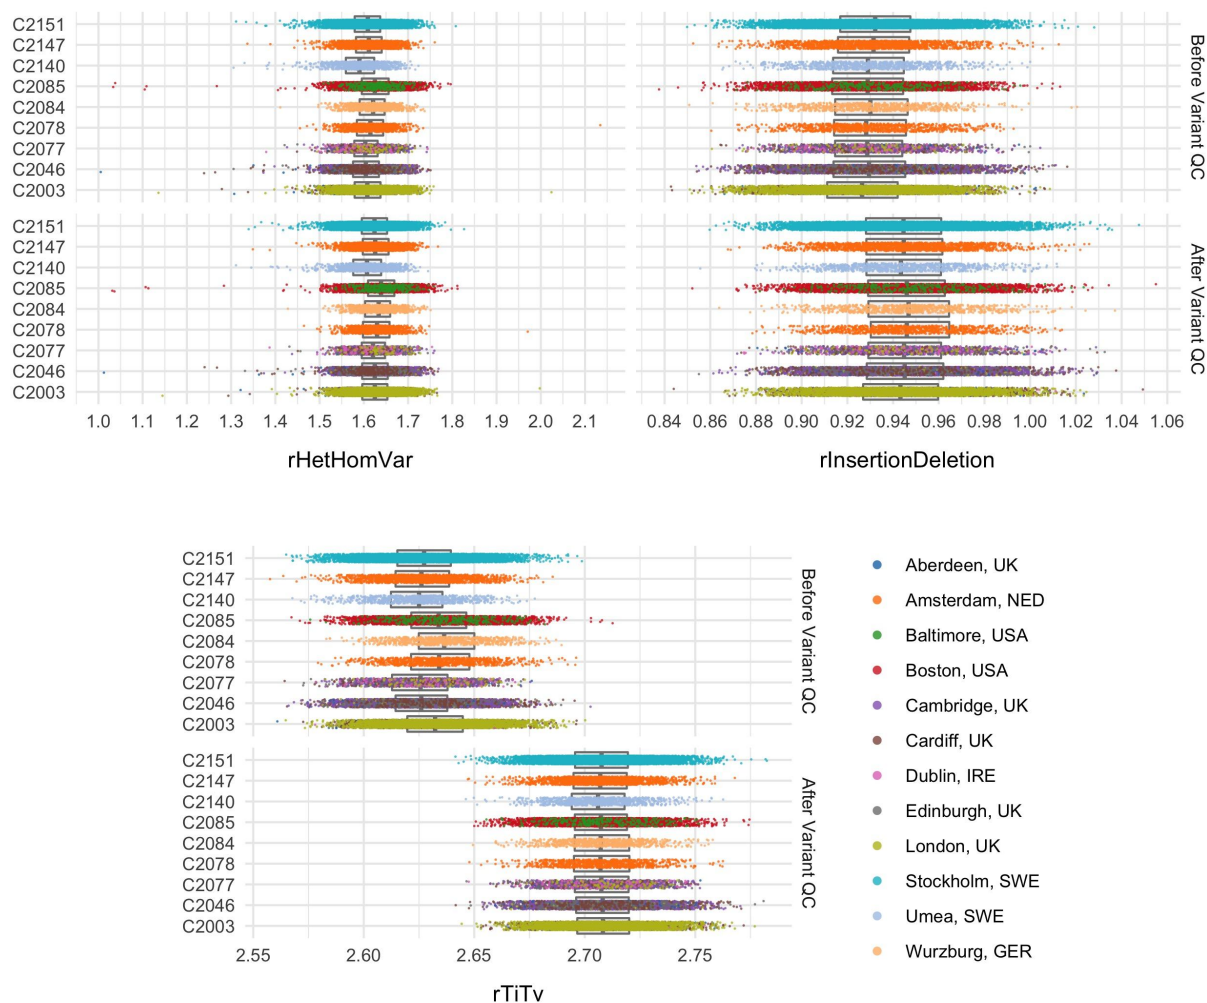 C2151
C2147
C2140
C2085
C2084
C2078
C2077
C2046
C2003
Before Variant QC
C2151
C2147
C2140
C2085
C2084
C2078
C2077
C2046
C2003
After Variant QC
1.0 1.1 1.2 1.3 1.4 1.5 1.6 1.7 1.8 1.9 2.0 2.1
0.84 0.86 0.88 0.90 0.92 0.94 0.96 0.98 1.00 1.02 1.04 1.06
rHetHomVar
rInsertionDeletion
C2151
C2147
C2140
C2085
C2084
C2078
C2077
C2046
C2003
Before Variant QC
C2151
C2147
C2140
C2085
C2084
C2078
C2077
C2046
C2003
After Variant QC
2.55 2.60 2.65 2.70 2.75
rTiTv
Aberdeen, UK
Amsterdam, NED
Baltimore, USA
Boston, USA
Cambridge, UK
Cardiff, UK
Dublin, IRE
Edinburgh, UK
London, UK
Stockholm, SWE
Umea, SWE
Wurzburg, GER